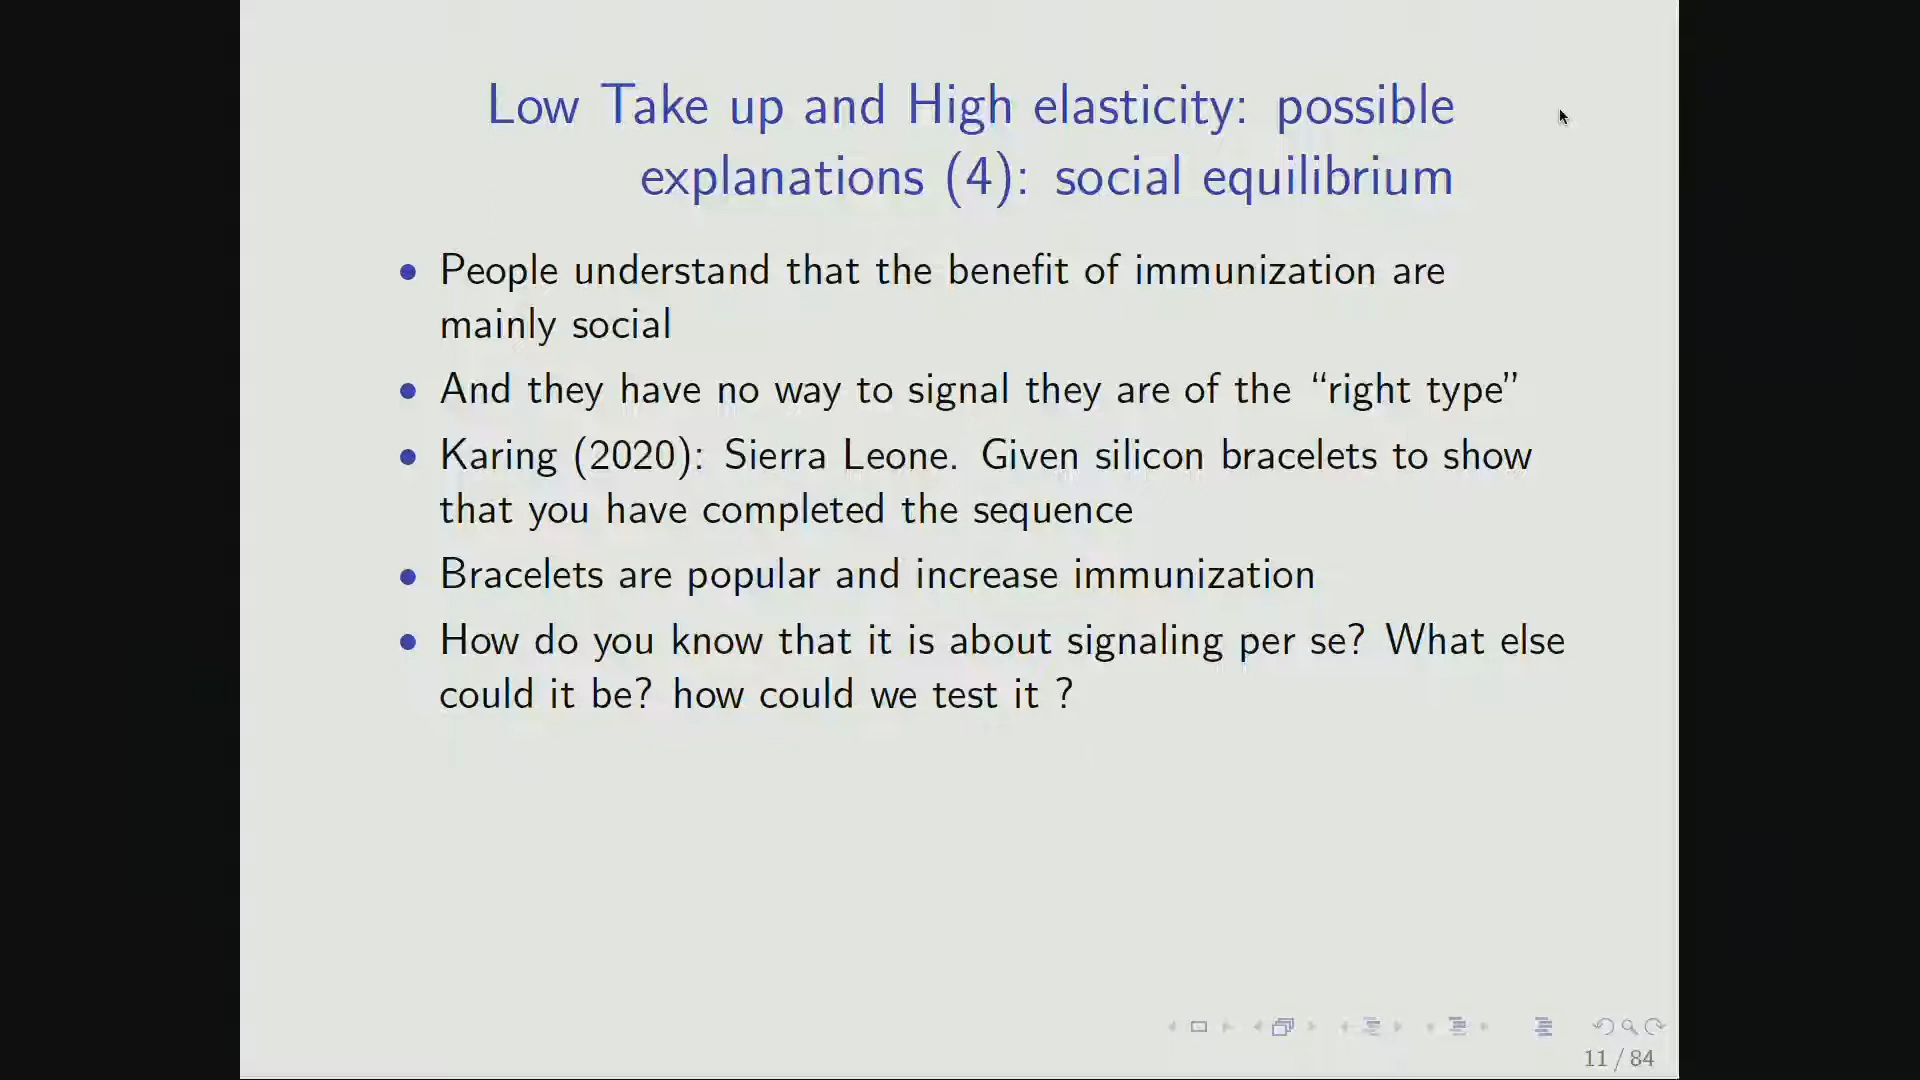 Low Take up and High elasticity: possible
explanations (4): social equilibrium
• People understand that the benefit of immunization are
mainly social
• And they have no way to signal they are of the “right type”
• Karing (2020): Sierra Leone. Given silicon bracelets to show
that you have completed the sequence
• Bracelets are popular and increase immunization
• How do you know that it is about signaling per se? What else
could it be? how could we test it ?
11 / 84